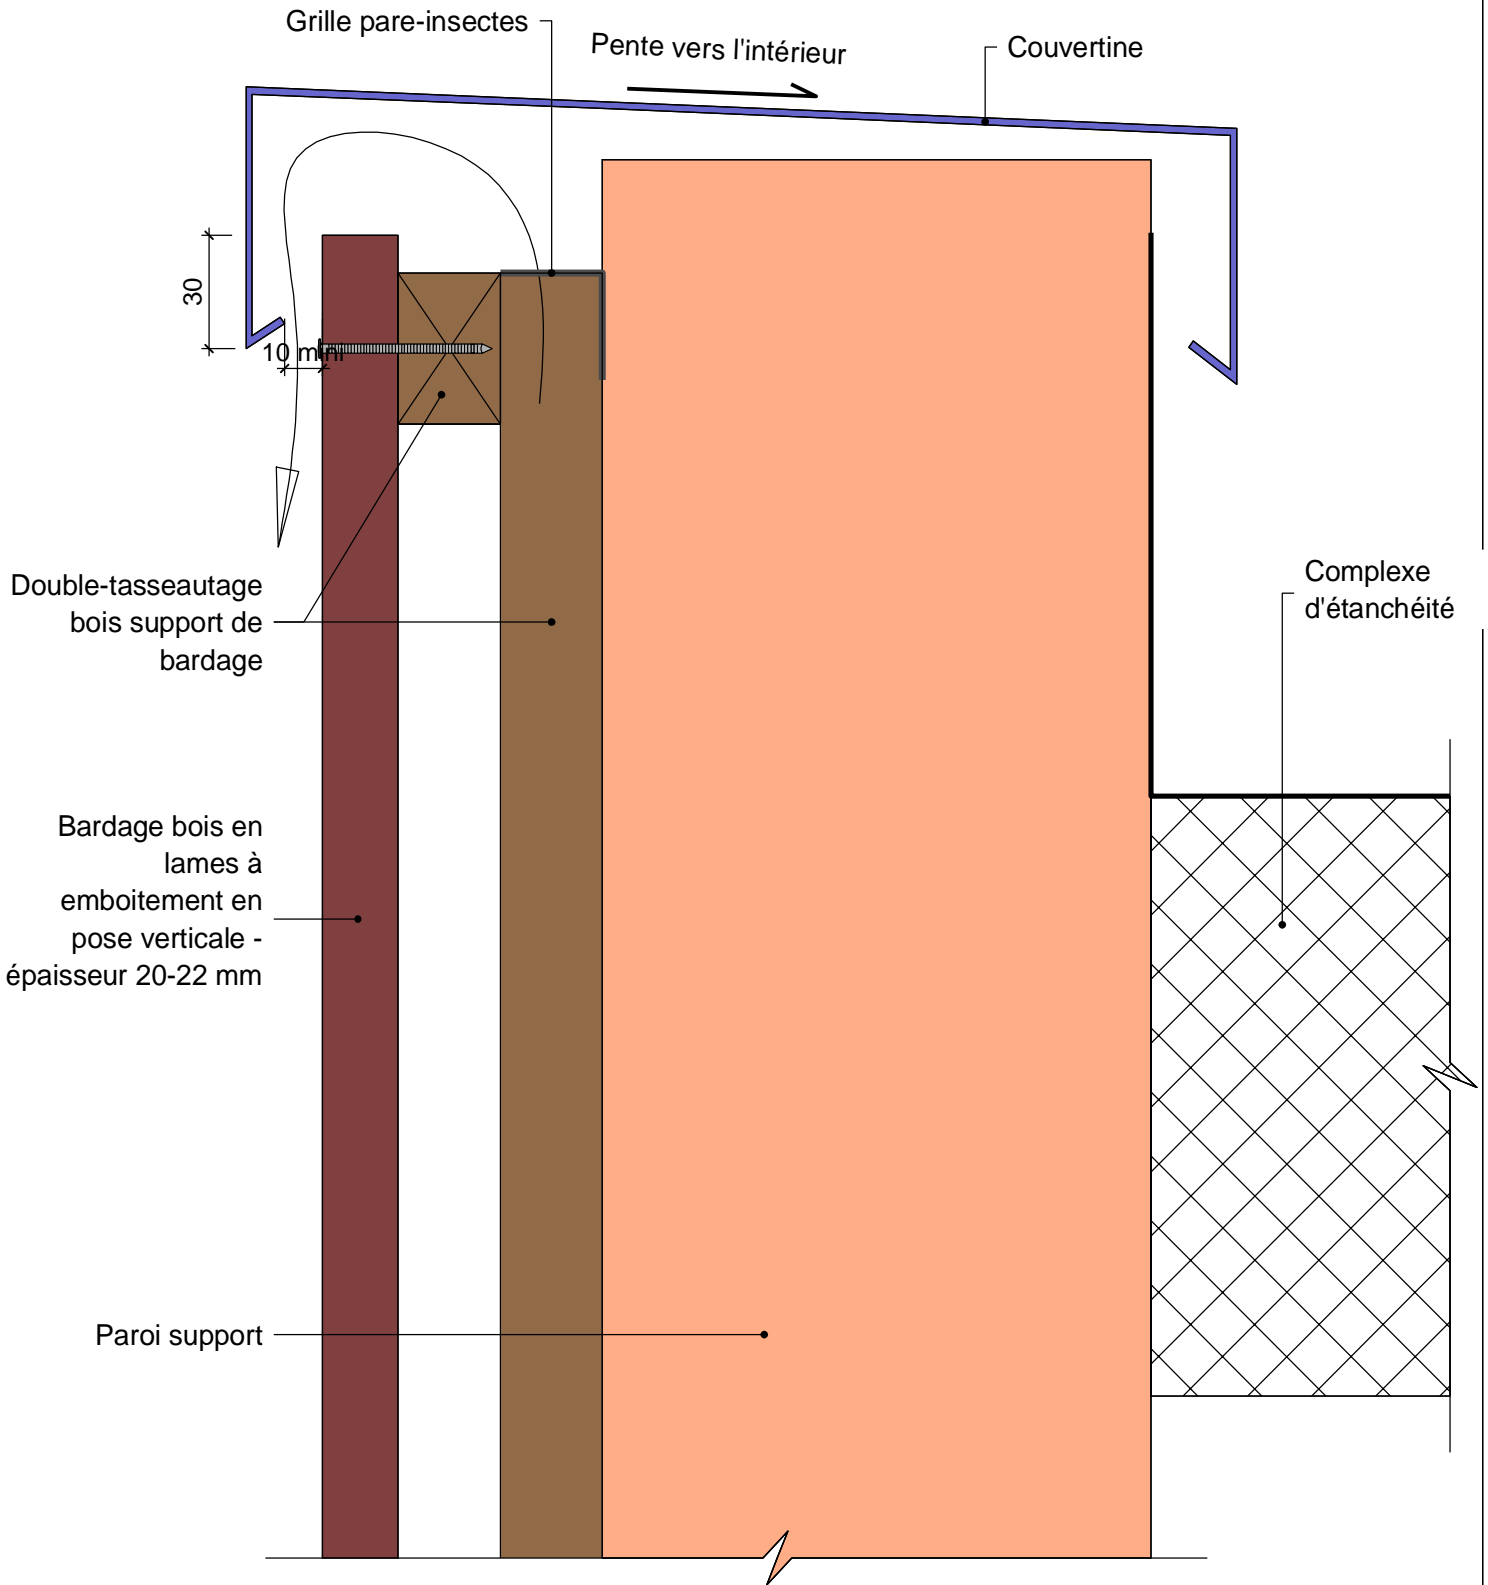 Grille pare-insectes
Pente vers l'intérieur
Couvertine
30
10 mini
Double-tasseautage
bois support de
bardage
Complexe
d'étanchéité
Bardage bois en
lames à
emboitement en
pose verticale -
épaisseur 20-22 mm
Paroi support